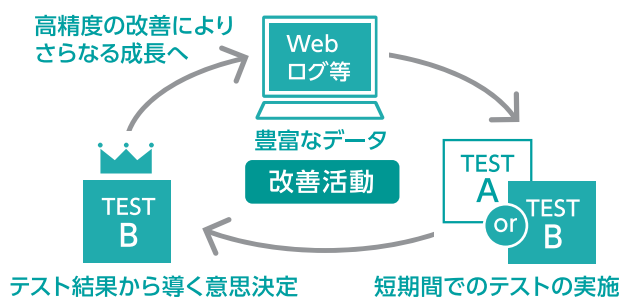 高精度の改善により
さらなる成長へ
Web
ログ等
豊富なデータ
改善活動
TEST
A
or
TEST
B
短期間でのテストの実施
TEST
B
テスト結果から導く意思決定